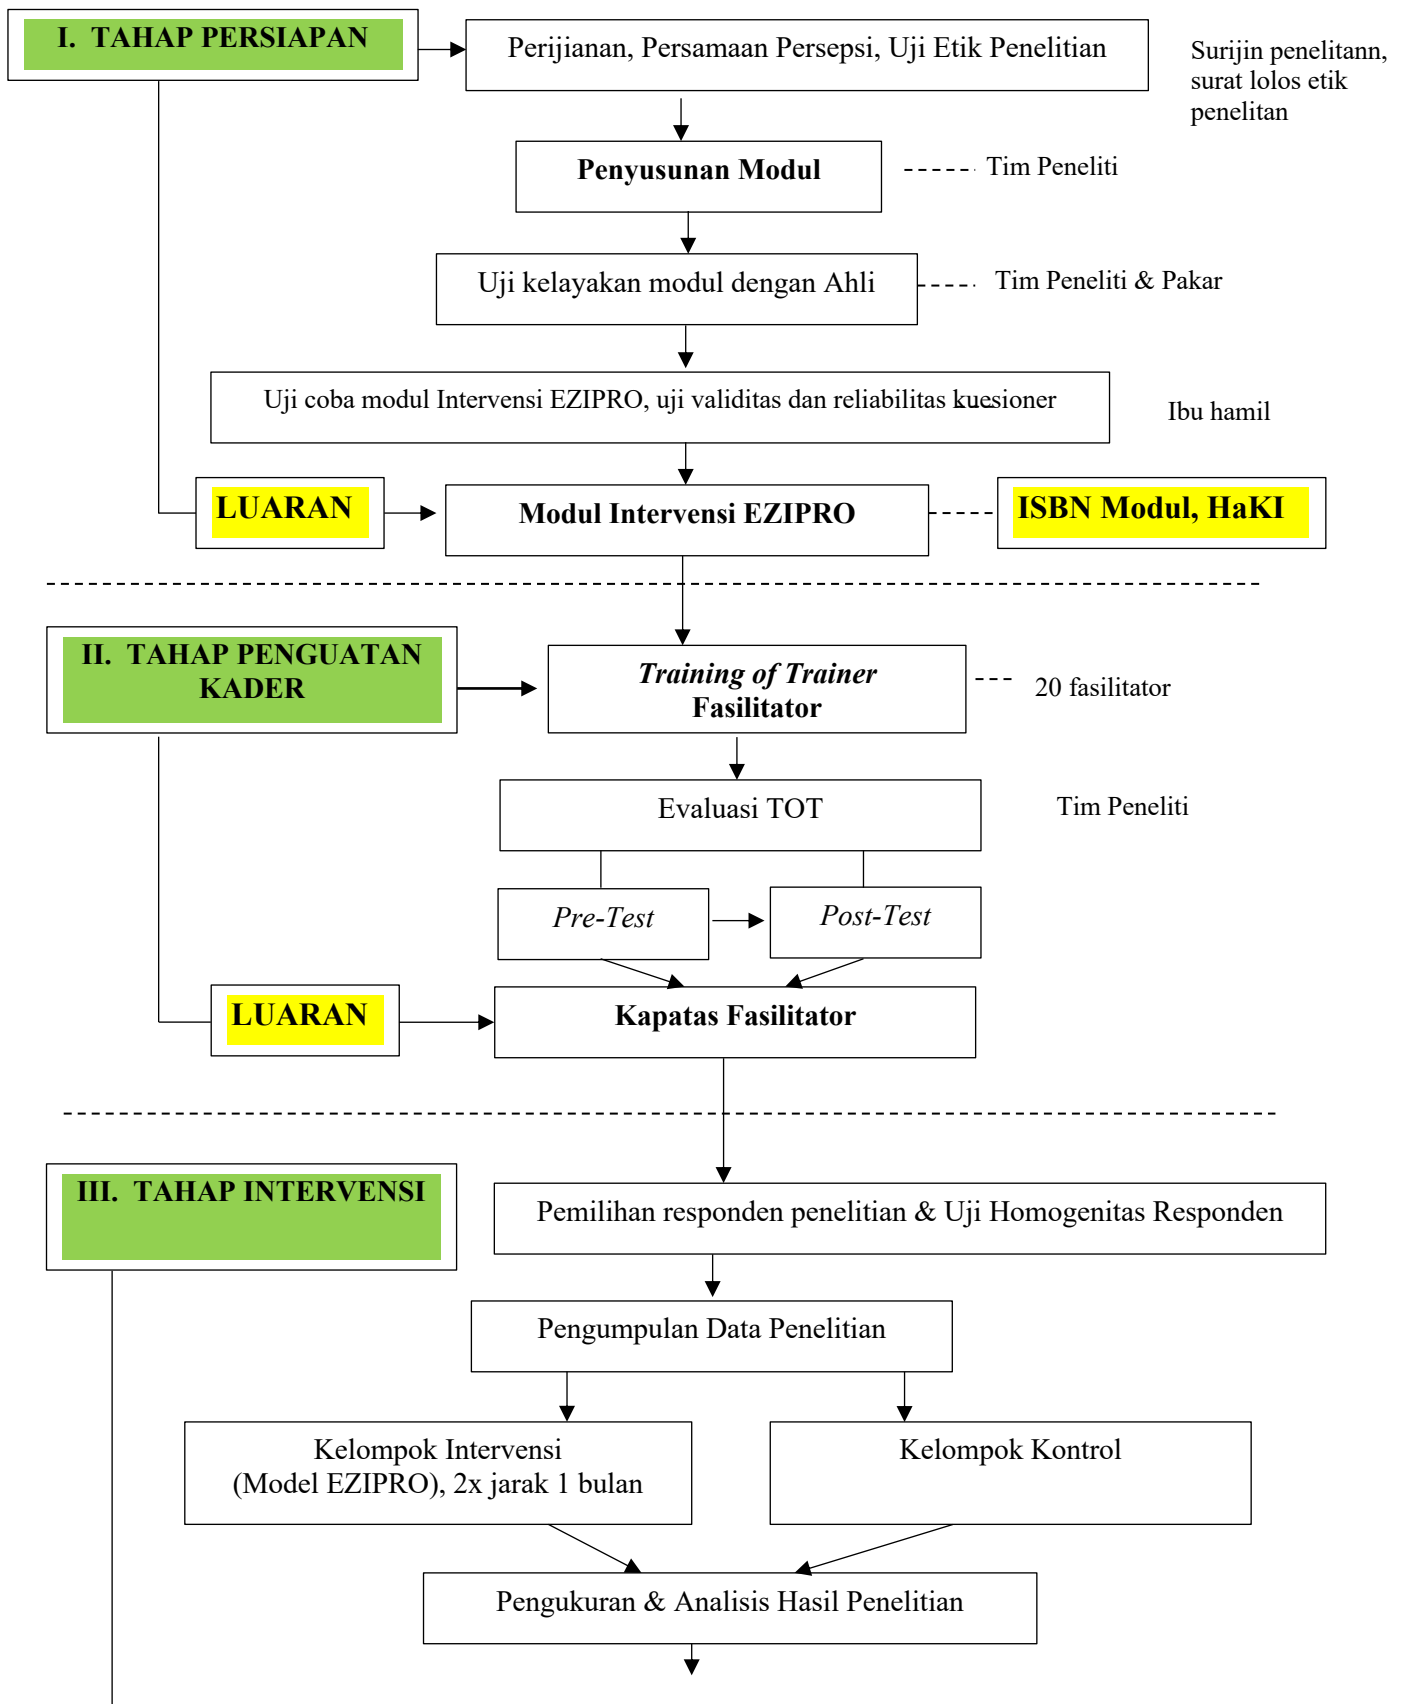 I. TAHAP PERSIAPAN
Perijianan, Persamaan Persepsi, Uji Etik Penelitian
Surijin penelitann,
surat lolos etik
penelitan
Penyusunan Modul
Tim Peneliti
Uji kelayakan modul dengan Ahli
Tim Peneliti & Pakar
Uji coba modul Intervensi EZIPRO, uji validitas dan reliabilitas kuesioner
Ibu hamil
LUARAN
Modul Intervensi EZIPRO
ISBN Modul, HaKI
II. TAHAP PENGUATAN
KADER
Training of Trainer
Fasilitator
20 fasilitator
Evaluasi TOT
Tim Peneliti
Pre-Test
Post-Test
LUARAN
Kapatas Fasilitator
III. TAHAP INTERVENSI
Pemilihan responden penelitian & Uji Homogenitas Responden
Pengumpulan Data Penelitian
Kelompok Intervensi
(Model EZIPRO), 2x jarak 1 bulan
Kelompok Kontrol
Pengukuran & Analisis Hasil Penelitian